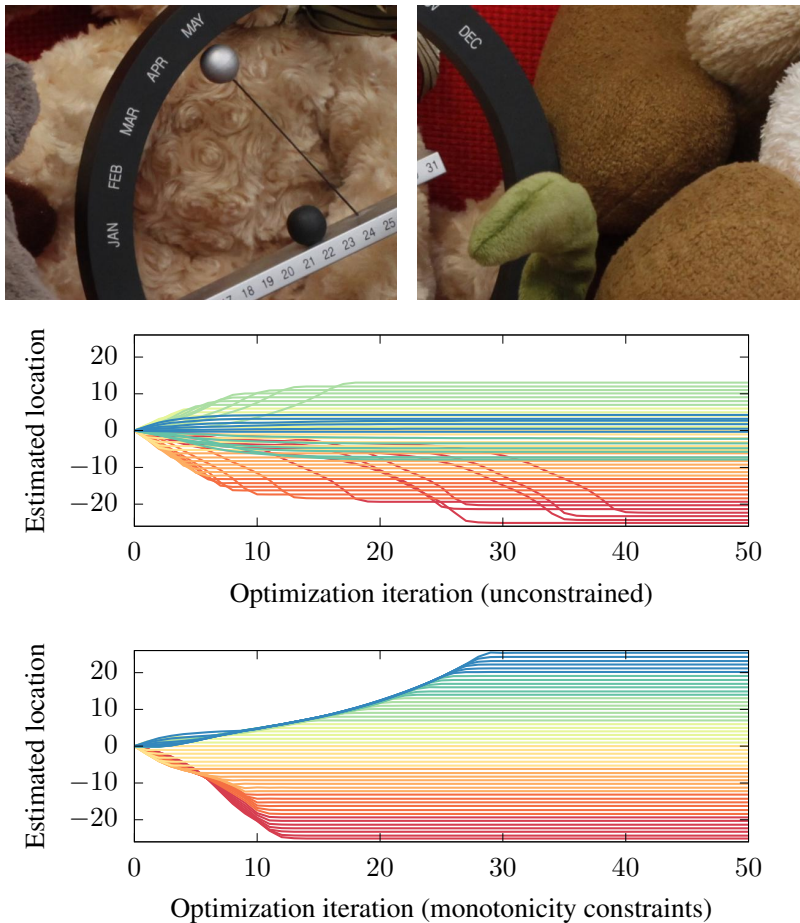 MAY
APR
MAR
FEB
JAN
18 19 20 21 22 23 24 25
DEC
31
Estimated location
20
10
0
−10
−20
0 10 20 30 40 50
Optimization iteration (unconstrained)
Estimated location
20
10
0
−10
−20
0 10 20 30 40 50
Optimization iteration (monotonicity constraints)